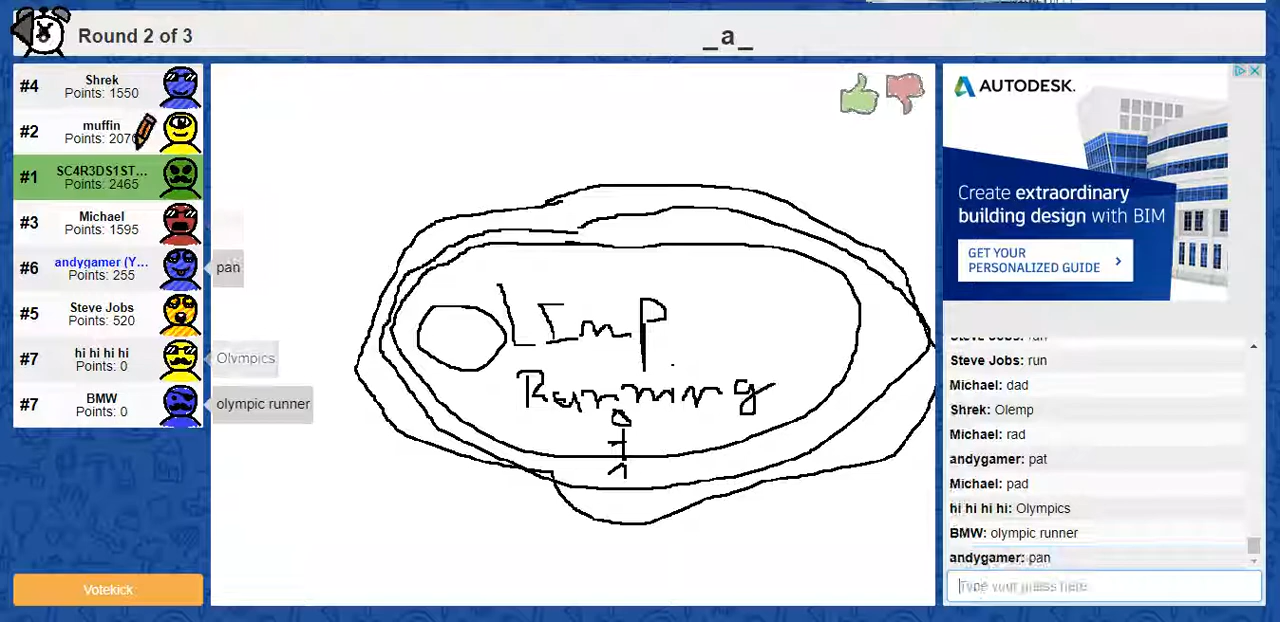 Round 2 of 3
_a_
#4 Shrek
Points: 1550
#2 muffin
Points: 2070
#1 SC4R3DS1ST...
Points: 2465
#3 Michael
Points: 1595
#6 andygamer (Y...
Points: 255
pan
#5 Steve Jobs
Points: 520
#7 hi hi hi hi
Points: 0
Olympics
#7 BMW
Points: 0
olympic runner
Votekick
OLImP
Running
AUTODESK.
Create extraordinary
building design with BIM
GET YOUR
PERSONALIZED GUIDE
Steve Jobs: run
Michael: dad
Shrek: Olemp
Michael: rad
andygamer: pat
Michael: pad
hi hi hi hi: Olympics
BMW: olympic runner
andygamer: pan
Type your guess here